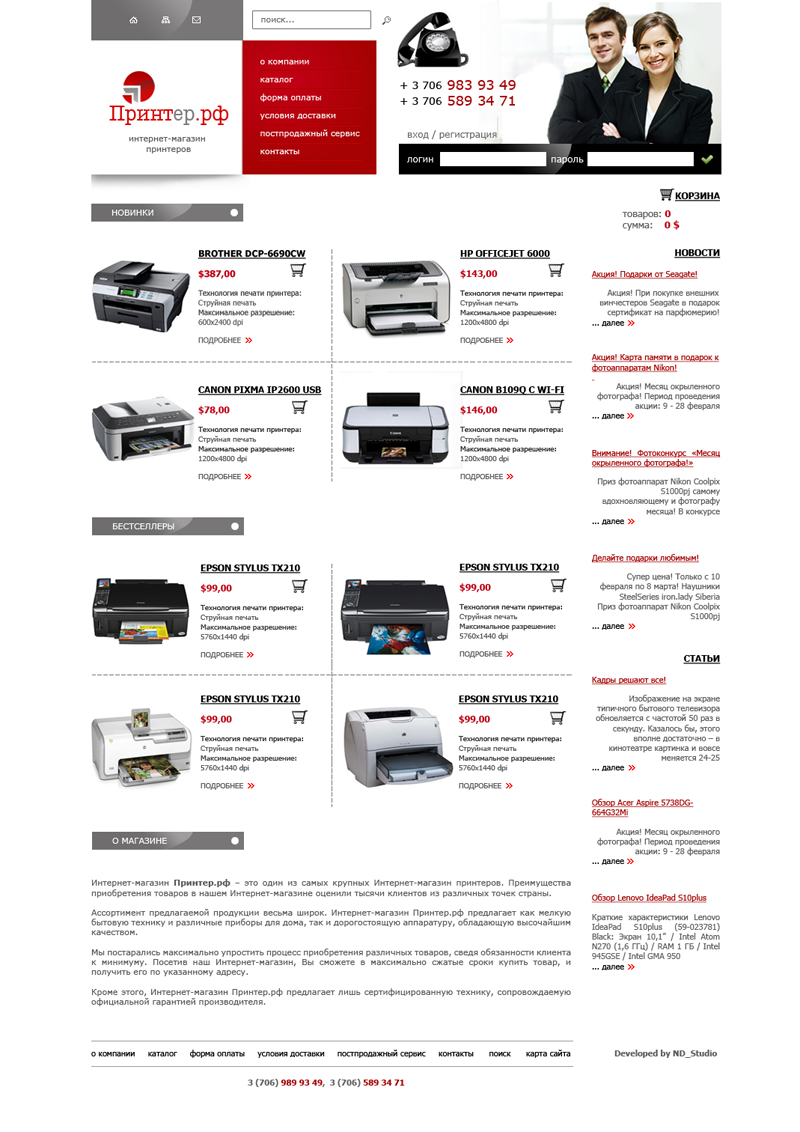 поиск...
Принтер.рф
интернет-магазин
принтеров
о компании
каталог
форма оплаты
условия доставки
постпродажный сервис
контакты
+ 3 706 983 93 49
+ 3 706 589 34 71
вход / регистрация
логин
пароль
КОРЗИНА
товаров: 0
сумма: 0 $
НОВИНКИ
BROTHER DCP-6690CW
$387,00
Технология печати принтера:
Струйная печать
Максимальное разрешение:
600x2400 dpi
ПОДРОБНЕЕ
HP OFFICEJET 6000
$143,00
Технология печати принтера:
Струйная печать
Максимальное разрешение:
1200x4800 dpi
ПОДРОБНЕЕ
CANON PIXMA IP2600 USB
$78,00
Технология печати принтера:
Струйная печать
Максимальное разрешение:
1200x4800 dpi
ПОДРОБНЕЕ
CANON B109Q C WI-FI
$146,00
Технология печати принтера:
Струйная печать
Максимальное разрешение:
1200x4800 dpi
ПОДРОБНЕЕ
БЕСТСЕЛЛЕРЫ
EPSON STYLUS TX210
$99,00
Технология печати принтера:
Струйная печать
Максимальное разрешение:
5760x1440 dpi
ПОДРОБНЕЕ
EPSON STYLUS TX210
$99,00
Технология печати принтера:
Струйная печать
Максимальное разрешение:
5760x1440 dpi
ПОДРОБНЕЕ
EPSON STYLUS TX210
$99,00
Технология печати принтера:
Струйная печать
Максимальное разрешение:
5760x1440 dpi
ПОДРОБНЕЕ
EPSON STYLUS TX210
$99,00
Технология печати принтера:
Струйная печать
Максимальное разрешение:
5760x1440 dpi
ПОДРОБНЕЕ
НОВОСТИ
Акция! Подарки от Seagate!
Акция! При покупке внешних
винчестеров Seagate в подарок
сертификат на парфюмерию!
... далее
Акция! Карта памяти в подарок к
фотоаппаратам Nikon!
Акция! Месяц окрыленного
фотографа! Период проведения
акции: 9 - 28 февраля
... далее
Внимание! Фотоконкурс «Месяц
окрыленного фотографа!»
Приз фотоаппарат Nikon Coolpix
S1000pj самому
вдохновляющему и фотографу
месяца! В конкурсе
... далее
Делайте подарки любимым!
Супер цена! Только с 10
февраля по 8 марта! Наушники
SteelSeries iron.lady Siberia
Приз фотоаппарат Nikon Coolpix
S1000pj
... далее
СТАТЬИ
Кадры решают все!
Изображение на экране
типичного бытового телевизора
обновляется с частотой 50 раз в
секунду. Казалось бы, этого
вполне достаточно – в
кинотеатре картинка и вовсе
меняется 24-25
... далее
Обзор Acer Aspire 5738DG-
664G32Mi
Акция! Месяц окрыленного
фотографа! Период проведения
акции: 9 - 28 февраля
... далее
Обзор Lenovo IdeaPad S10plus
Краткие характеристики Lenovo
IdeaPad S10plus (59-023781)
Black: Экран 10,1” / Intel Atom
N270 (1,6 ГГц) / RAM 1 ГБ / Intel
945GSE / Intel GMA 950
... далее
О МАГАЗИНЕ
Интернет-магазин Принтер.рф – это один из самых крупных Интернет-магазин принтеров. Преимущества
приобретения товаров в нашем Интернет-магазине оценили тысячи клиентов из различных точек страны.
Ассортимент предлагаемой продукции весьма широк. Интернет-магазин Принтер.рф предлагает как мелкую
бытовую технику и различные приборы для дома, так и дорогостоящую аппаратуру, обладающую высочайшим
качеством.
Мы постарались максимально упростить процесс приобретения различных товаров, сведя обязанности клиента
к минимуму. Посетив наш Интернет-магазин, Вы сможете в максимально сжатые сроки купить товар, и
получить его по указанному адресу.
Кроме этого, Интернет-магазин Принтер.рф предлагает лишь сертифицированную технику, сопровождаемую
официальной гарантией производителя.
о компании каталог форма оплаты условия доставки постпродажный сервис контакты поиск карта сайта
Developed by ND_Studio
3 (706) 989 93 49, 3 (706) 589 34 71